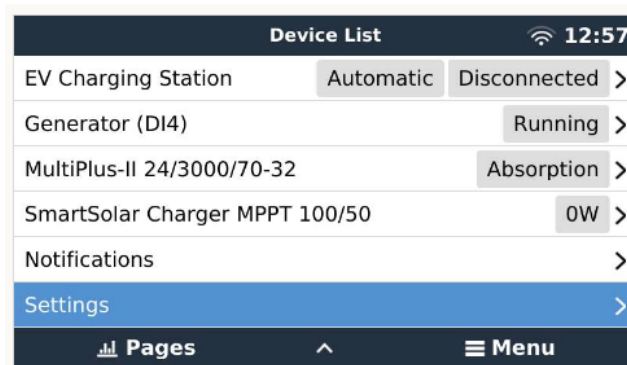 Device List 12:57
EV Charging Station Automatic Disconnected
Generator (DI4) Running
MultiPlus-II 24/3000/70-32 Absorption
SmartSolar Charger MPPT 100/50 0W
Notifications
Settings
Pages Menu